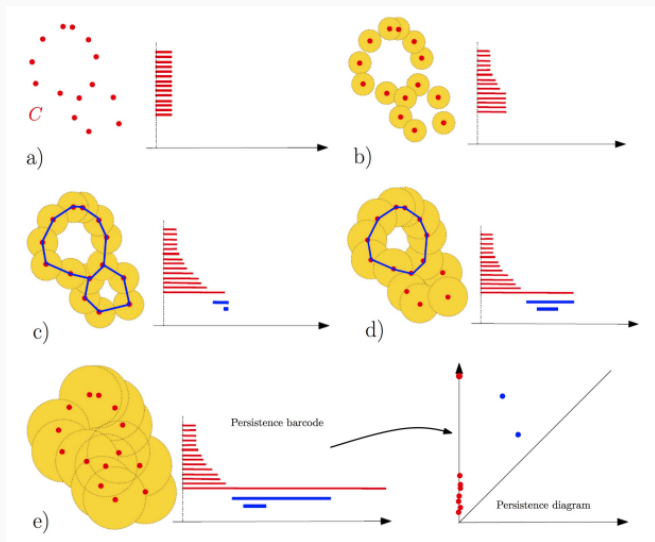 C
a)
b)
c)
d)
Persistence barcode
Persistence diagram
e)